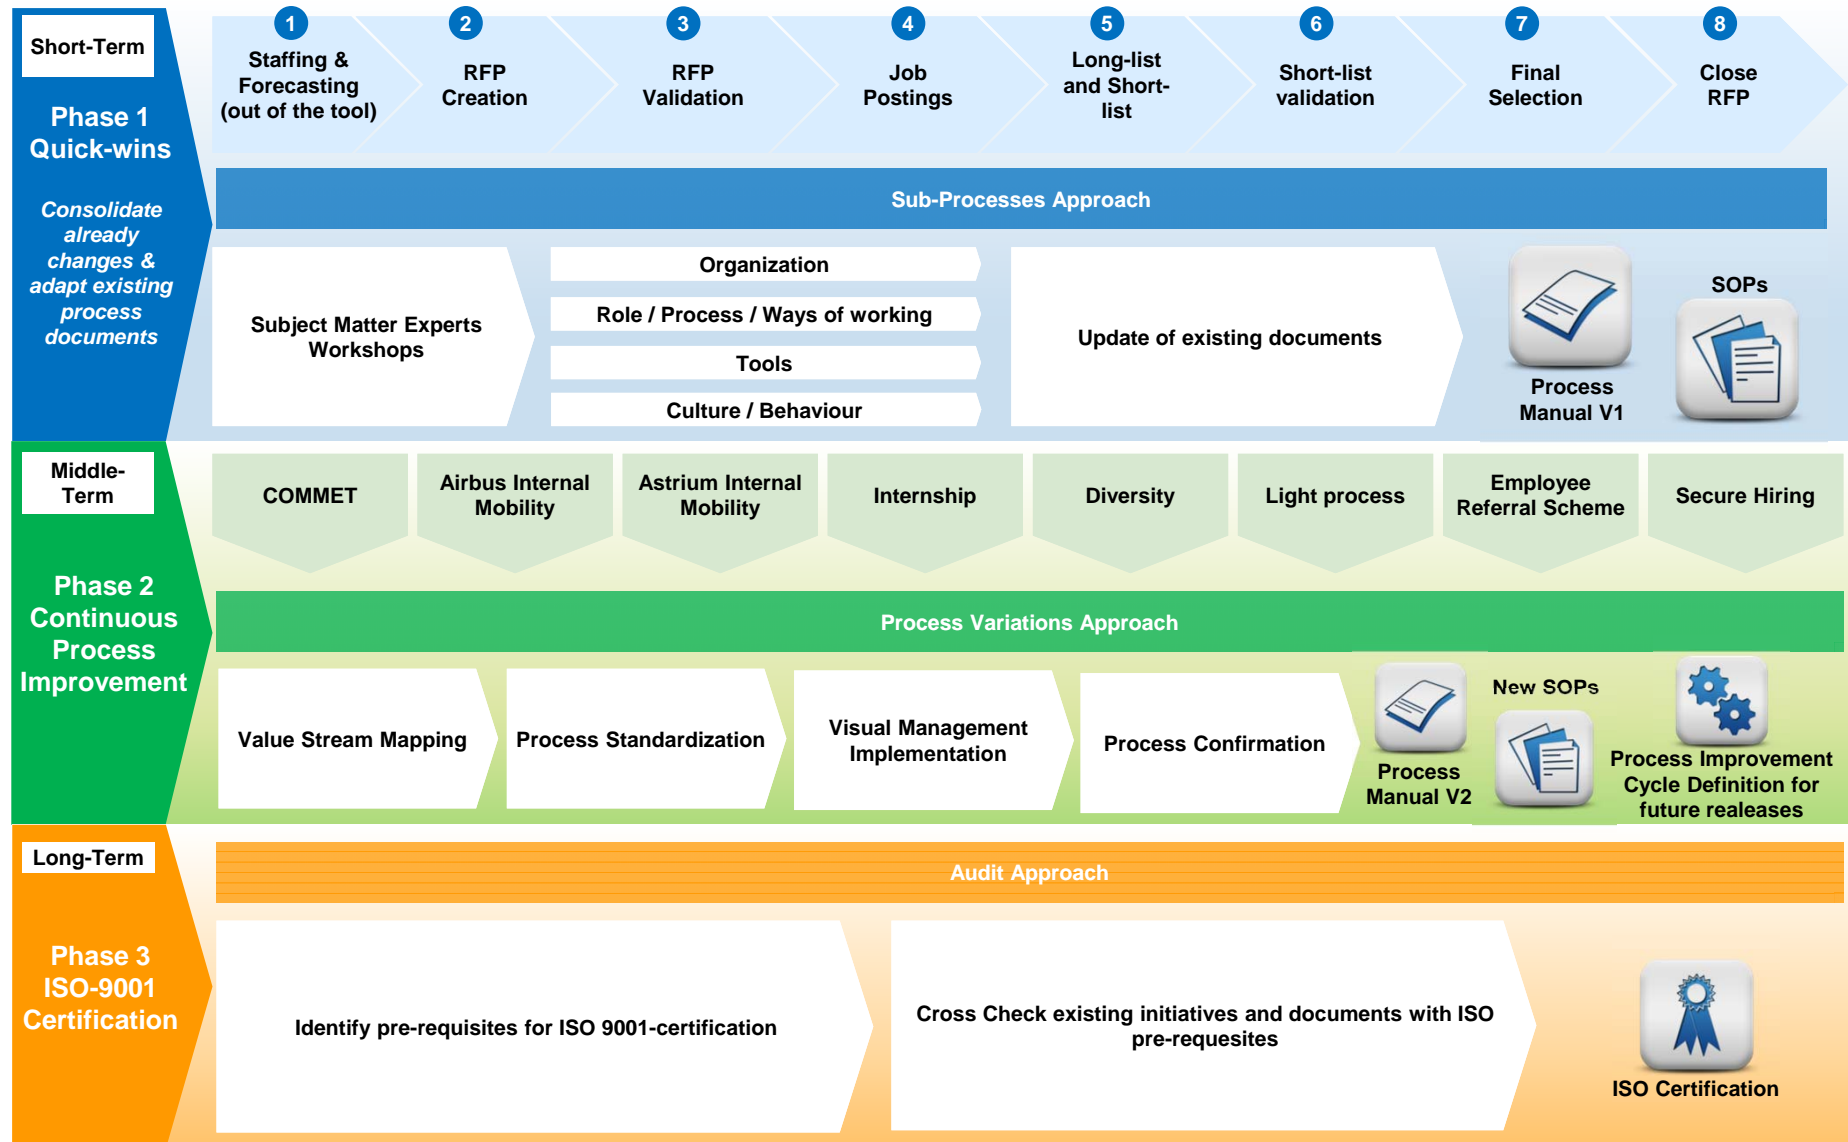 Short-Term
Phase 1
Quick-wins
Consolidate
already
changes &
adapt existing
process
documents
1
Staffing &
Forecasting
(out of the tool)
2
RFP
Creation
3
RFP
Validation
4
Job
Postings
5
Long-list
and Short-
list
6
Short-list
validation
7
Final
Selection
8
Close
RFP
Sub-Processes Approach
Subject Matter Experts
Workshops
Organization
Role / Process / Ways of working
Tools
Culture / Behaviour
Update of existing documents
Process
Manual V1
SOPs
Middle-
Term
Phase 2
Continuous
Process
Improvement
COMMET
Airbus Internal
Mobility
Astrium Internal
Mobility
Internship
Diversity
Light process
Employee
Referral Scheme
Secure Hiring
Process Variations Approach
Value Stream Mapping
Process Standardization
Visual Management
Implementation
Process Confirmation
Process
Manual V2
New SOPs
Process Improvement
Cycle Definition for
future realeases
Long-Term
Phase 3
ISO-9001
Certification
Audit Approach
Identify pre-requisites for ISO 9001-certification
Cross Check existing initiatives and documents with ISO
pre-requesites
ISO Certification